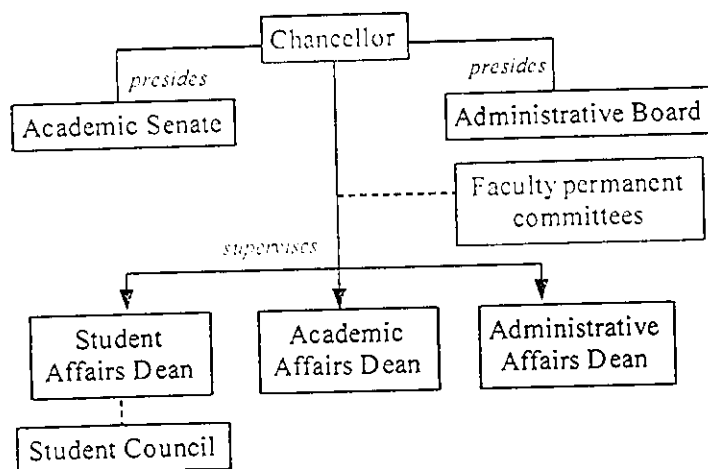 Chancellor
presides
presides
Academic Senate
Administrative Board
Faculty permanent
committees
supervises
Student
Affairs Dean
Academic
Affairs Dean
Administrative
Affairs Dean
Student Council